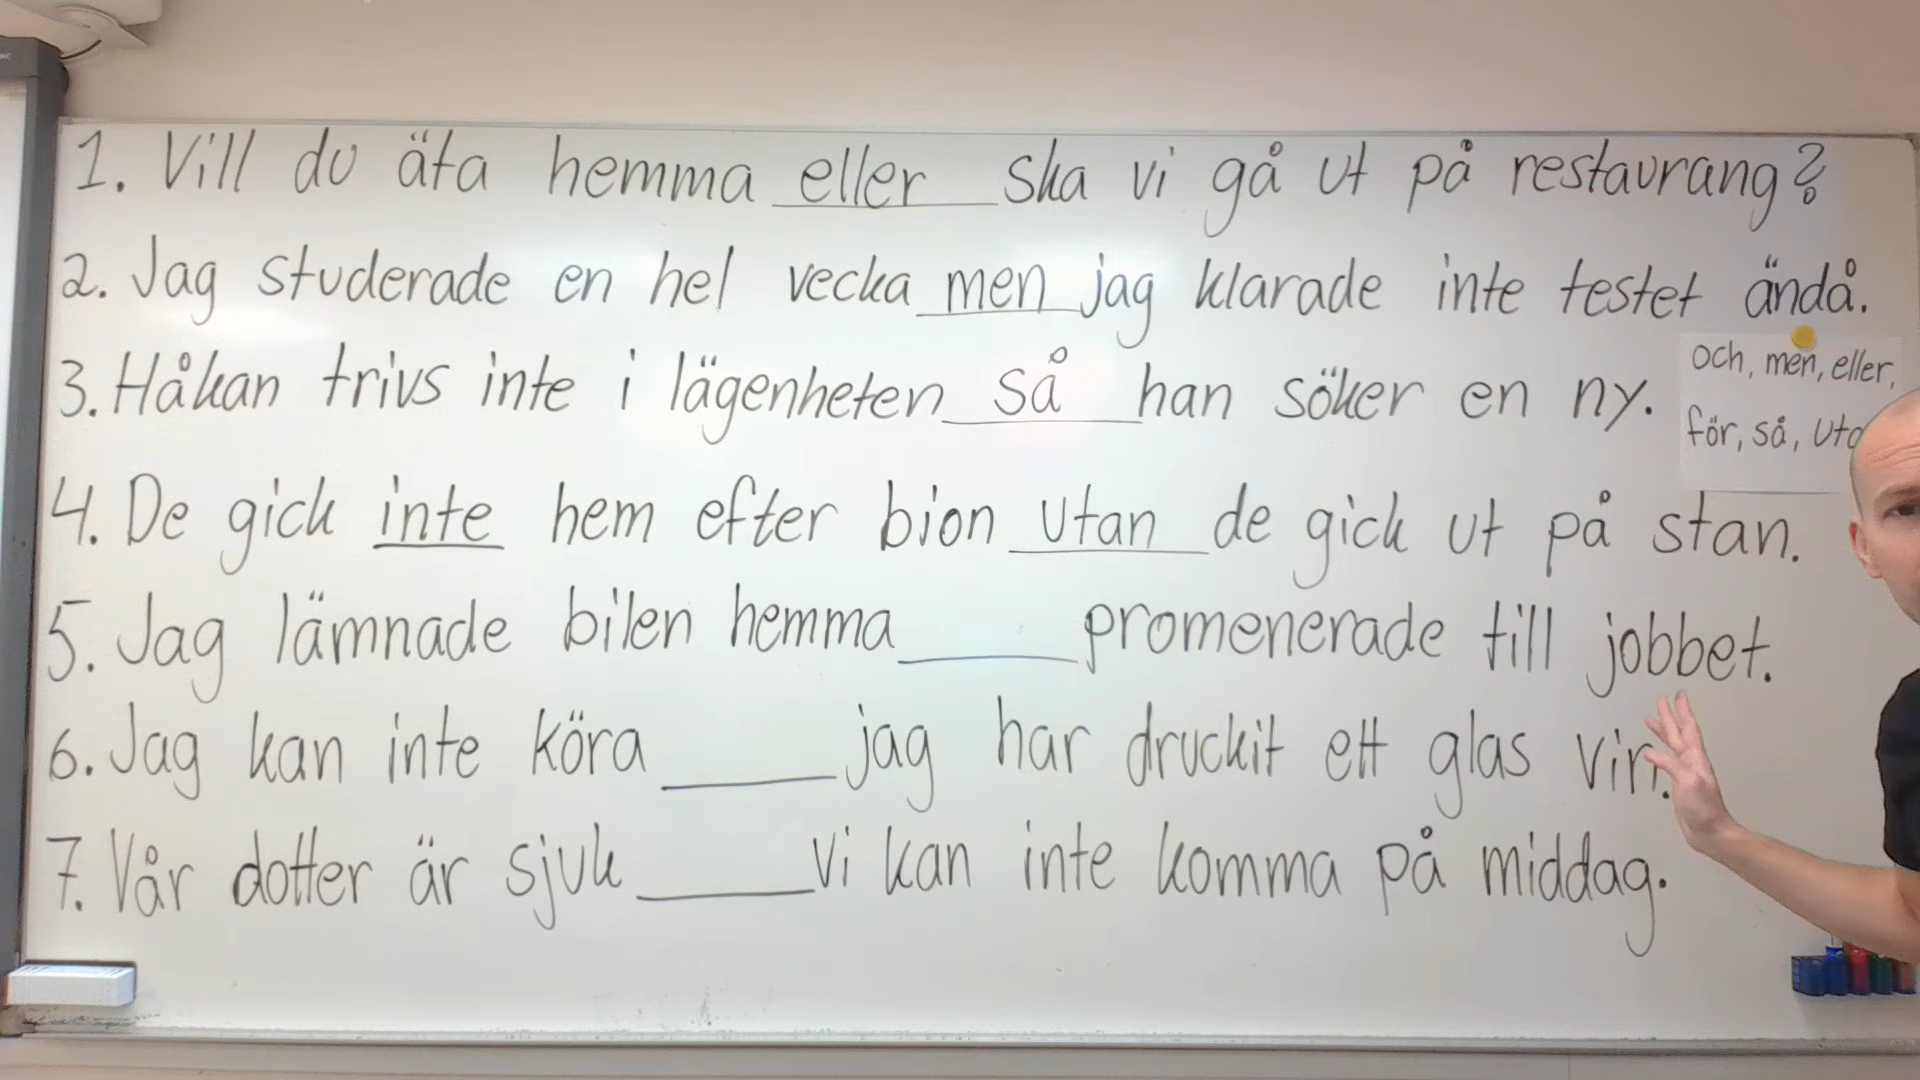 1. Vill du äta hemma eller ska vi gå ut på restaurang?
2. Jag studerade en hel vecka men jag klarade inte testet ändå.
och, men, eller,
3. Håkan trivs inte i lägenheten så han söker en ny.
för, så,
4. De gick inte hem efter bion utan de gick ut på stan.
5. Jag lämnade bilen hemma ____ promenerade till jobbet.
6. Jag kan inte köra ____ jag har druckit ett glas vin.
7. Vår dotter är sjuk ____ vi kan inte komma på middag.